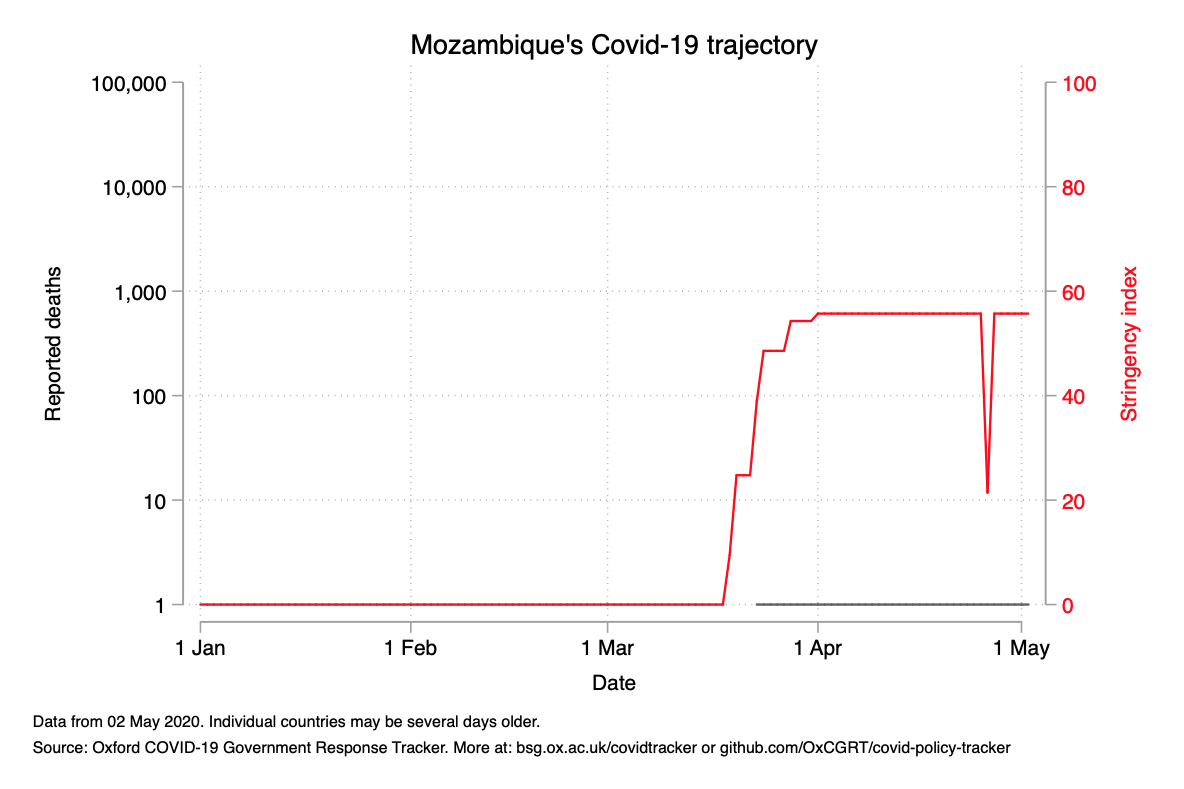 Mozambique's Covid-19 trajectory
100,000
10,000
1,000
100
10
1
Reported deaths
100
80
60
40
20
0
Stringency index
1 Jan 1 Feb 1 Mar 1 Apr 1 May
Date
Data from 02 May 2020. Individual countries may be several days older.
Source: Oxford COVID-19 Government Response Tracker. More at: bsg.ox.ac.uk/covidtracker or github.com/OxCGRT/covid-policy-tracker